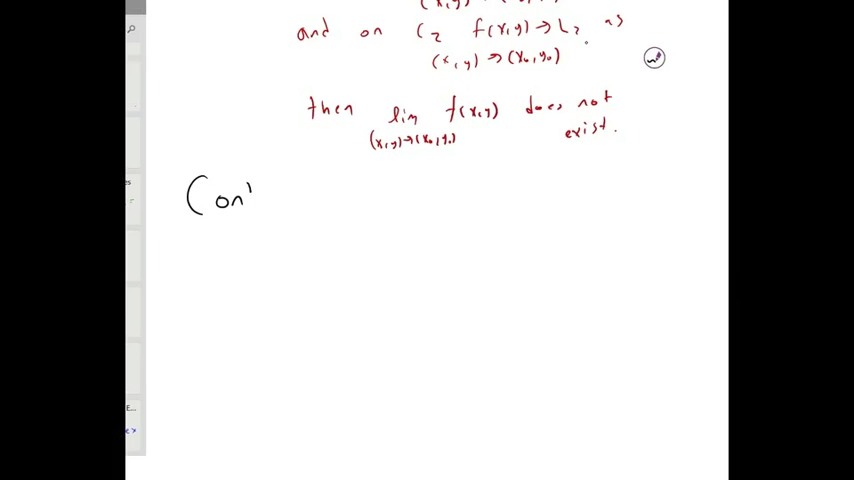 and on C₂ f(x,y) → L₂ as
(x,y) → (x₀,y₀)
then lim f(x,y) does not
(x,y)→(x₀,y₀) exist.
Con